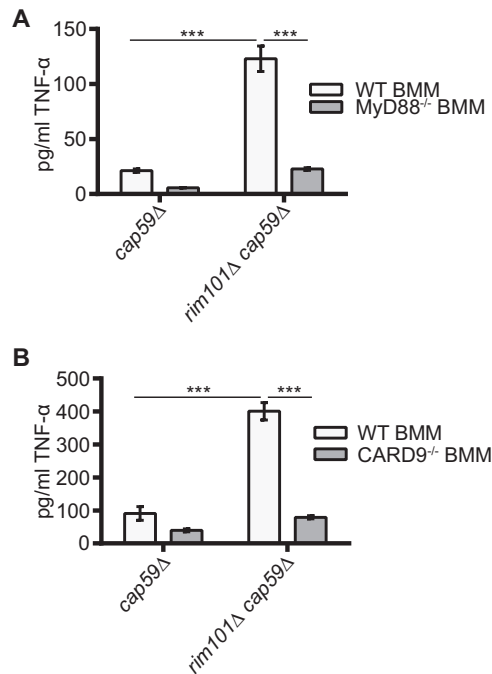 A
pg/ml TNF-α
150
100
50
0
***
***
WT BMM
MyD88-/- BMM
cap59Δ
rim101Δ cap59Δ
B
pg/ml TNF-α
500
400
300
200
100
0
***
***
WT BMM
CARD9-/- BMM
cap59Δ
rim101Δ cap59Δ